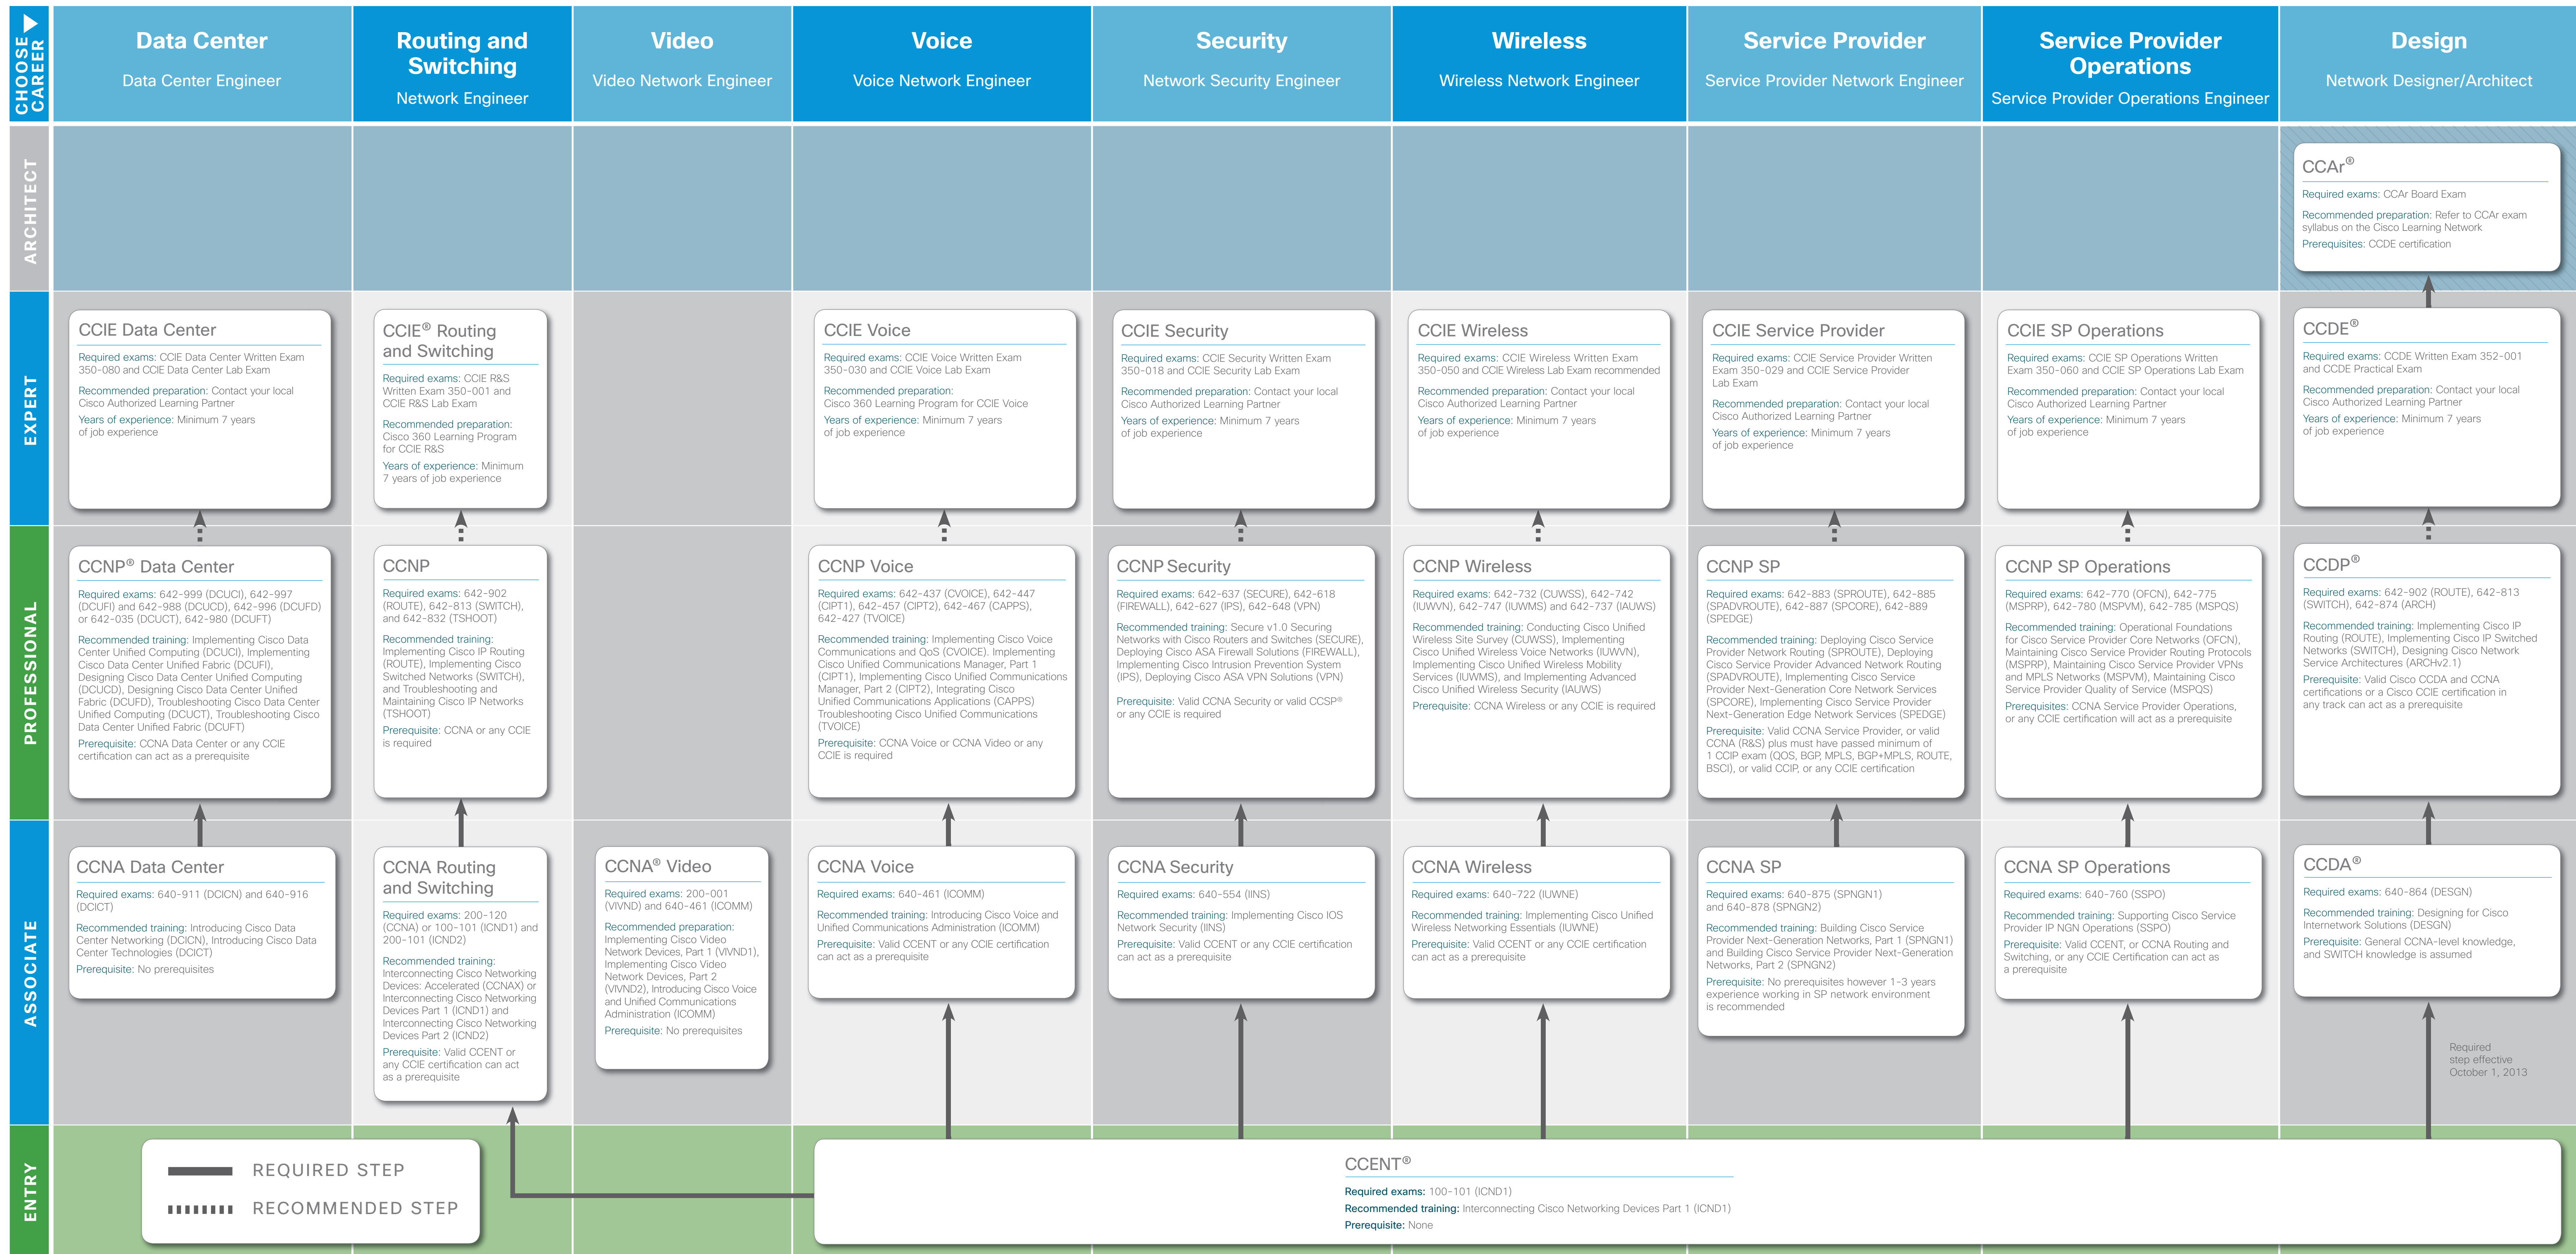 CHOOSE
CAREER
Data Center
Data Center Engineer
Routing and
Switching
Network Engineer
Video
Video Network Engineer
Voice
Voice Network Engineer
Security
Network Security Engineer
Wireless
Wireless Network Engineer
Service Provider
Service Provider Network Engineer
Service Provider
Operations
Service Provider Operations Engineer
Design
Network Designer/Architect
ARCHITECT
CCAr®
Required exams: CCAr Board Exam
Recommended preparation: Refer to CCAr exam
syllabus on the Cisco Learning Network
Prerequisites: CCDE certification
EXPERT
CCIE Data Center
Required exams: CCIE Data Center Written Exam
350-080 and CCIE Data Center Lab Exam
Recommended preparation: Contact your local
Cisco Authorized Learning Partner
Years of experience: Minimum 7 years
of job experience
CCIE® Routing
and Switching
Required exams: CCIE R&S
Written Exam 350-001 and
CCIE R&S Lab Exam
Recommended preparation:
Cisco 360 Learning Program
for CCIE R&S
Years of experience: Minimum
7 years of job experience
CCIE Voice
Required exams: CCIE Voice Written Exam
350-030 and CCIE Voice Lab Exam
Recommended preparation:
Cisco 360 Learning Program for CCIE Voice
Years of experience: Minimum 7 years
of job experience
CCIE Security
Required exams: CCIE Security Written Exam
350-018 and CCIE Security Lab Exam
Recommended preparation: Contact your local
Cisco Authorized Learning Partner
Years of experience: Minimum 7 years
of job experience
CCIE Wireless
Required exams: CCIE Wireless Written Exam
350-050 and CCIE Wireless Lab Exam recommended
Recommended preparation: Contact your local
Cisco Authorized Learning Partner
Years of experience: Minimum 7 years
of job experience
CCIE Service Provider
Required exams: CCIE Service Provider Written
Exam 350-029 and CCIE Service Provider
Lab Exam
Recommended preparation: Contact your local
Cisco Authorized Learning Partner
Years of experience: Minimum 7 years
of job experience
CCIE SP Operations
Required exams: CCIE SP Operations Written
Exam 350-060 and CCIE SP Operations Lab Exam
Recommended preparation: Contact your local
Cisco Authorized Learning Partner
Years of experience: Minimum 7 years
of job experience
CCDE®
Required exams: CCDE Written Exam 352-001
and CCDE Practical Exam
Recommended preparation: Contact your local
Cisco Authorized Learning Partner
Years of experience: Minimum 7 years
of job experience
PROFESSIONAL
CCNP® Data Center
Required exams: 642-999 (DCUCI), 642-997
(DCUFI) and 642-988 (DCUCD), 642-996 (DCUFD)
or 642-035 (DCUCT), 642-980 (DCUFT)
Recommended training: Implementing Cisco Data
Center Unified Computing (DCUCI), Implementing
Cisco Data Center Unified Fabric (DCUFI),
Designing Cisco Data Center Unified Computing
(DCUCD), Designing Cisco Data Center Unified
Fabric (DCUFD), Troubleshooting Cisco Data Center
Unified Computing (DCUCT), Troubleshooting Cisco
Data Center Unified Fabric (DCUFT)
Prerequisite: CCNA Data Center or any CCIE
certification can act as a prerequisite
CCNP
Required exams: 642-902
(ROUTE), 642-813 (SWITCH),
and 642-832 (TSHOOT)
Recommended training:
Implementing Cisco IP Routing
(ROUTE), Implementing Cisco
Switched Networks (SWITCH),
and Troubleshooting and
Maintaining Cisco IP Networks
(TSHOOT)
Prerequisite: CCNA or any CCIE
is required
CCNP Voice
Required exams: 642-437 (CVOICE), 642-447
(CIPT1), 642-457 (CIPT2), 642-467 (CAPPS),
642-427 (TVOICE)
Recommended training: Implementing Cisco Voice
Communications and QoS (CVOICE). Implementing
Cisco Unified Communications Manager, Part 1
(CIPT1), Implementing Cisco Unified Communications
Manager, Part 2 (CIPT2), Integrating Cisco
Unified Communications Applications (CAPPS)
Troubleshooting Cisco Unified Communications
(TVOICE)
Prerequisite: CCNA Voice or CCNA Video or any
CCIE is required
CCNP Security
Required exams: 642-637 (SECURE), 642-618
(FIREWALL), 642-627 (IPS), 642-648 (VPN)
Recommended training: Secure v1.0 Securing
Networks with Cisco Routers and Switches (SECURE),
Deploying Cisco ASA Firewall Solutions (FIREWALL),
Implementing Cisco Intrusion Prevention System
(IPS), Deploying Cisco ASA VPN Solutions (VPN)
Prerequisite: Valid CCNA Security or valid CCSP®
or any CCIE is required
CCNP Wireless
Required exams: 642-732 (CUWSS), 642-742
(IUWVN), 642-747 (IUWMS) and 642-737 (IAUWS)
Recommended training: Conducting Cisco Unified
Wireless Site Survey (CUWSS), Implementing
Cisco Unified Wireless Voice Networks (IUWVN),
Implementing Cisco Unified Wireless Mobility
Services (IUWMS), and Implementing Advanced
Cisco Unified Wireless Security (IAUWS)
Prerequisite: CCNA Wireless or any CCIE is required
CCNP SP
Required exams: 642-883 (SPROUTE), 642-885
(SPADVROUTE), 642-887 (SPCORE), 642-889
(SPEDGE)
Recommended training: Deploying Cisco Service
Provider Network Routing (SPROUTE), Deploying
Cisco Service Provider Advanced Network Routing
(SPADVROUTE), Implementing Cisco Service
Provider Next-Generation Core Network Services
(SPCORE), Implementing Cisco Service Provider
Next-Generation Edge Network Services (SPEDGE)
Prerequisite: Valid CCNA Service Provider, or valid
CCNA (R&S) plus must have passed minimum of
1 CCIP exam (QOS, BGP, MPLS, BGP+MPLS, ROUTE,
BSCI), or valid CCIP, or any CCIE certification
CCNP SP Operations
Required exams: 642-770 (OFCN), 642-775
(MSPRP), 642-780 (MSPVM), 642-785 (MSPQS)
Recommended training: Operational Foundations
for Cisco Service Provider Core Networks (OFCN),
Maintaining Cisco Service Provider Routing Protocols
(MSPRP), Maintaining Cisco Service Provider VPNs
and MPLS Networks (MSPVM), Maintaining Cisco
Service Provider Quality of Service (MSPQS)
Prerequisites: CCNA Service Provider Operations,
or any CCIE certification will act as a prerequisite
CCDP®
Required exams: 642-902 (ROUTE), 642-813
(SWITCH), 642-874 (ARCH)
Recommended training: Implementing Cisco IP
Routing (ROUTE), Implementing Cisco IP Switched
Networks (SWITCH), Designing Cisco Network
Service Architectures (ARCHv2.1)
Prerequisite: Valid Cisco CCDA and CCNA
certifications or a Cisco CCIE certification in
any track can act as a prerequisite
ASSOCIATE
CCNA Data Center
Required exams: 640-911 (DCICN) and 640-916
(DCICT)
Recommended training: Introducing Cisco Data
Center Networking (DCICN), Introducing Cisco Data
Center Technologies (DCICT)
Prerequisite: No prerequisites
CCNA Routing
and Switching
Required exams: 200-120
(CCNA) or 100-101 (ICND1) and
200-101 (ICND2)
Recommended training:
Interconnecting Cisco Networking
Devices: Accelerated (CCNAX) or
Interconnecting Cisco Networking
Devices Part 1 (ICND1) and
Interconnecting Cisco Networking
Devices Part 2 (ICND2)
Prerequisite: Valid CCENT or
any CCIE certification can act
as a prerequisite
CCNA® Video
Required exams: 200-001
(VIVND) and 640-461 (ICOMM)
Recommended preparation:
Implementing Cisco Video
Network Devices, Part 1 (VIVND1),
Implementing Cisco Video
Network Devices, Part 2
(VIVND2), Introducing Cisco Voice
and Unified Communications
Administration (ICOMM)
Prerequisite: No prerequisites
CCNA Voice
Required exams: 640-461 (ICOMM)
Recommended training: Introducing Cisco Voice and
Unified Communications Administration (ICOMM)
Prerequisite: Valid CCENT or any CCIE certification
can act as a prerequisite
CCNA Security
Required exams: 640-554 (IINS)
Recommended training: Implementing Cisco IOS
Network Security (IINS)
Prerequisite: Valid CCENT or any CCIE certification
can act as a prerequisite
CCNA Wireless
Required exams: 640-722 (IUWNE)
Recommended training: Implementing Cisco Unified
Wireless Networking Essentials (IUWNE)
Prerequisite: Valid CCENT or any CCIE certification
can act as a prerequisite
CCNA SP
Required exams: 640-875 (SPNGN1)
and 640-878 (SPNGN2)
Recommended training: Building Cisco Service
Provider Next-Generation Networks, Part 1 (SPNGN1)
and Building Cisco Service Provider Next-Generation
Networks, Part 2 (SPNGN2)
Prerequisite: No prerequisites however 1-3 years
experience working in SP network environment
is recommended
CCNA SP Operations
Required exams: 640-760 (SSPO)
Recommended training: Supporting Cisco Service
Provider IP NGN Operations (SSPO)
Prerequisite: Valid CCENT, or CCNA Routing and
Switching, or any CCIE Certification can act as
a prerequisite
CCDA®
Required exams: 640-864 (DESGN)
Recommended training: Designing for Cisco
Internetwork Solutions (DESGN)
Prerequisite: General CCNA-level knowledge,
and SWITCH knowledge is assumed
Required
step effective
October 1, 2013
ENTRY
REQUIRED STEP
RECOMMENDED STEP
CCENT®
Required exams: 100-101 (ICND1)
Recommended training: Interconnecting Cisco Networking Devices Part 1 (ICND1)
Prerequisite: None